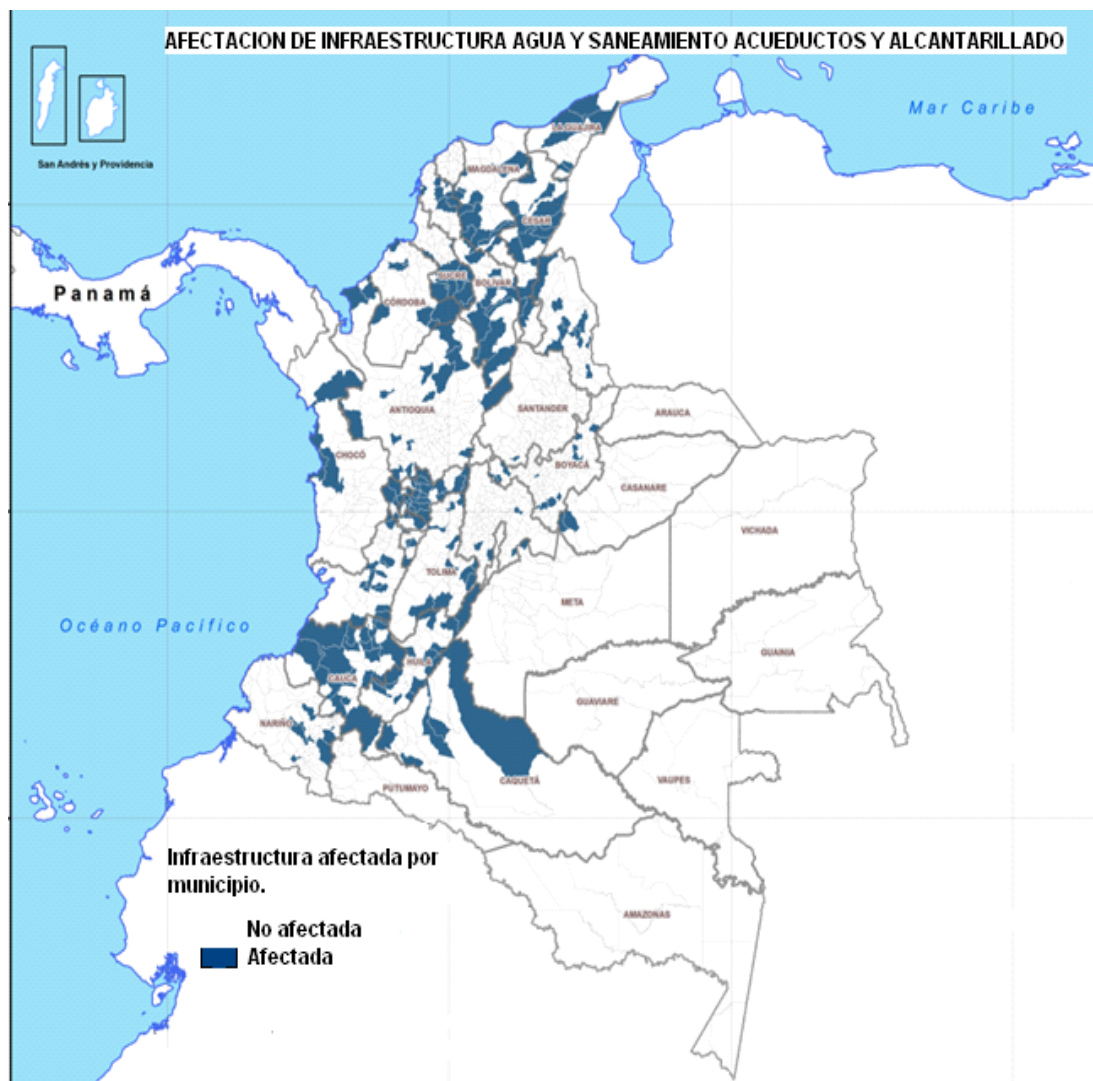 AFECTACION DE INFRAESTRUCTURA AGUA Y SANEAMIENTO ACUEDUCTOS Y ALCANTARILLADO
Mar Caribe
San Andrés y Providencia
LA GUAJIRA
MAGDALENA
CESAR
SUCRE
BOLIVAR
CÓRDOBA
Panamá
ANTIOQUIA
SANTANDER
ARAUCA
CHOCÓ
BOYACÁ
CASANARE
VICHADA
TOLIMA
META
Océano Pacífico
GUAINIA
HUILA
CAUCA
GUAVIARE
NARIÑO
VAUPES
CAQUETÁ
PUTUMAYO
Infraestructura afectada por
municipio.
No afectada
Afectada
AMAZONAS